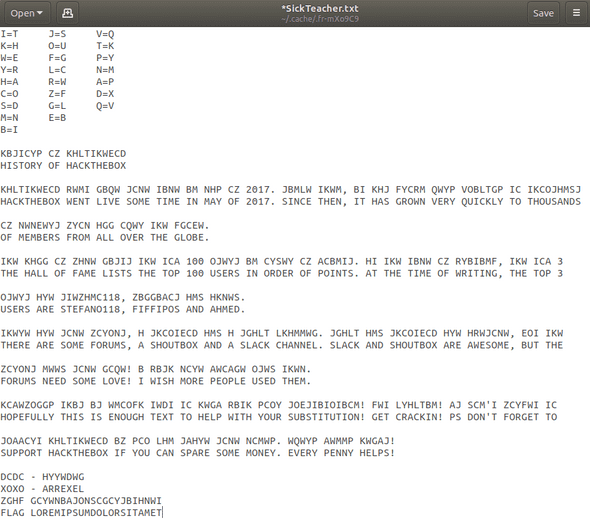 Open
*SickTeacher.txt
~/.cache/.fr-mXo9C9
Save
I=T J=S V=Q
K=H O=U T=K
W=E F=G P=Y
Y=R L=C N=M
H=A R=W A=P
C=O Z=F D=X
S=D G=L Q=V
M=N E=B
B=I
KBJICYP CZ KHLTIKWECD
HISTORY OF HACKTHEBOX
KHLTIKWECD RWMI GBQW JCNW IBNW BM NHP CZ 2017. JBMLW IKWM, BI KHJ FYCRM QWYP VOBLTGP IC IKCOJHMSJ
HACKTHEBOX WENT LIVE SOME TIME IN MAY OF 2017. SINCE THEN, IT HAS GROWN VERY QUICKLY TO THOUSANDS
CZ NWNEWYJ ZYCN HGG CQWY IKW FGCEW.
OF MEMBERS FROM ALL OVER THE GLOBE.
IKW KHGG CZ ZHNW GBJIJ IKW ICA 100 OJWYJ BM CYSWY CZ ACBMIJ. HI IKW IBNW CZ RYBIBMF, IKW ICA 3
THE HALL OF FAME LISTS THE TOP 100 USERS IN ORDER OF POINTS. AT THE TIME OF WRITING, THE TOP 3
OJWYJ HYW JIWZHMC118, ZBGGBACJ HMS HKNWS.
USERS ARE STEFANO118, FIFFIPOS AND AHMED.
IKWYW HYW JCNW ZCYONJ, H JKCOIECD HMS H JGHLT LKHMMWG. JGHLT HMS JKCOIECD HYW HRWJCNW, EOI IKW
THERE ARE SOME FORUMS, A SHOUTBOX AND A SLACK CHANNEL. SLACK AND SHOUTBOX ARE AWESOME, BUT THE
ZCYONJ MWWS JCNW GCQW! B RBJK NCYW AWCAGW OJWS IKWN.
FORUMS NEED SOME LOVE! I WISH MORE PEOPLE USED THEM.
KCAWZOGGP IKBJ BJ WMCOFK IWDI IC KWGA RBIK PCOY JOEJIBIOIBCM! FWI LYHLTBM! AJ SCM'I ZCYFWI IC
HOPEFULLY THIS IS ENOUGH TEXT TO HELP WITH YOUR SUBSTITUTION! GET CRACKIN! PS DON'T FORGET TO
JOAACYI KHLTIKWECD BZ PCO LHM JAHYW JCNW NCMWP. WQWYP AWMMP KWGAJ!
SUPPORT HACKTHEBOX IF YOU CAN SPARE SOME MONEY. EVERY PENNY HELPS!
DCDC - HYYWDWG
XOXO - ARREXEL
ZGHF GCYWNBAJONSCGCYJBIHNWI
FLAG LOREMIPSUMDOLORSITAMET